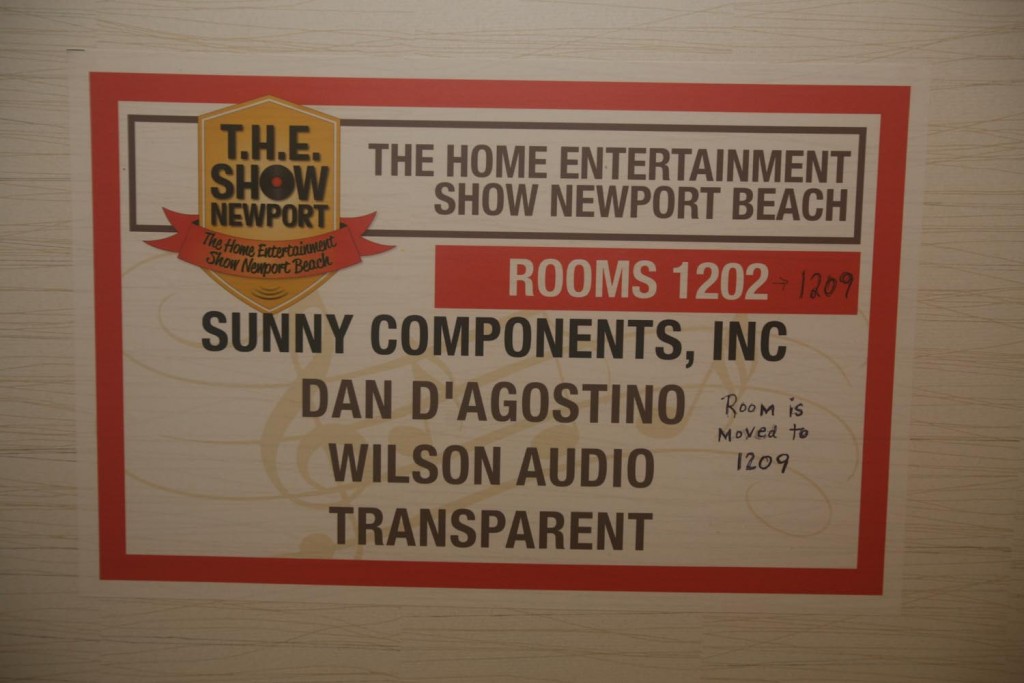 T.H.E.
SHOW
NEWPORT
The Home Entertainment
Show Newport Beach
THE HOME ENTERTAINMENT
SHOW NEWPORT BEACH
ROOMS 1202 → 1209
SUNNY COMPONENTS, INC
DAN D'AGOSTINO
WILSON AUDIO
TRANSPARENT
Room is
Moved to
1209